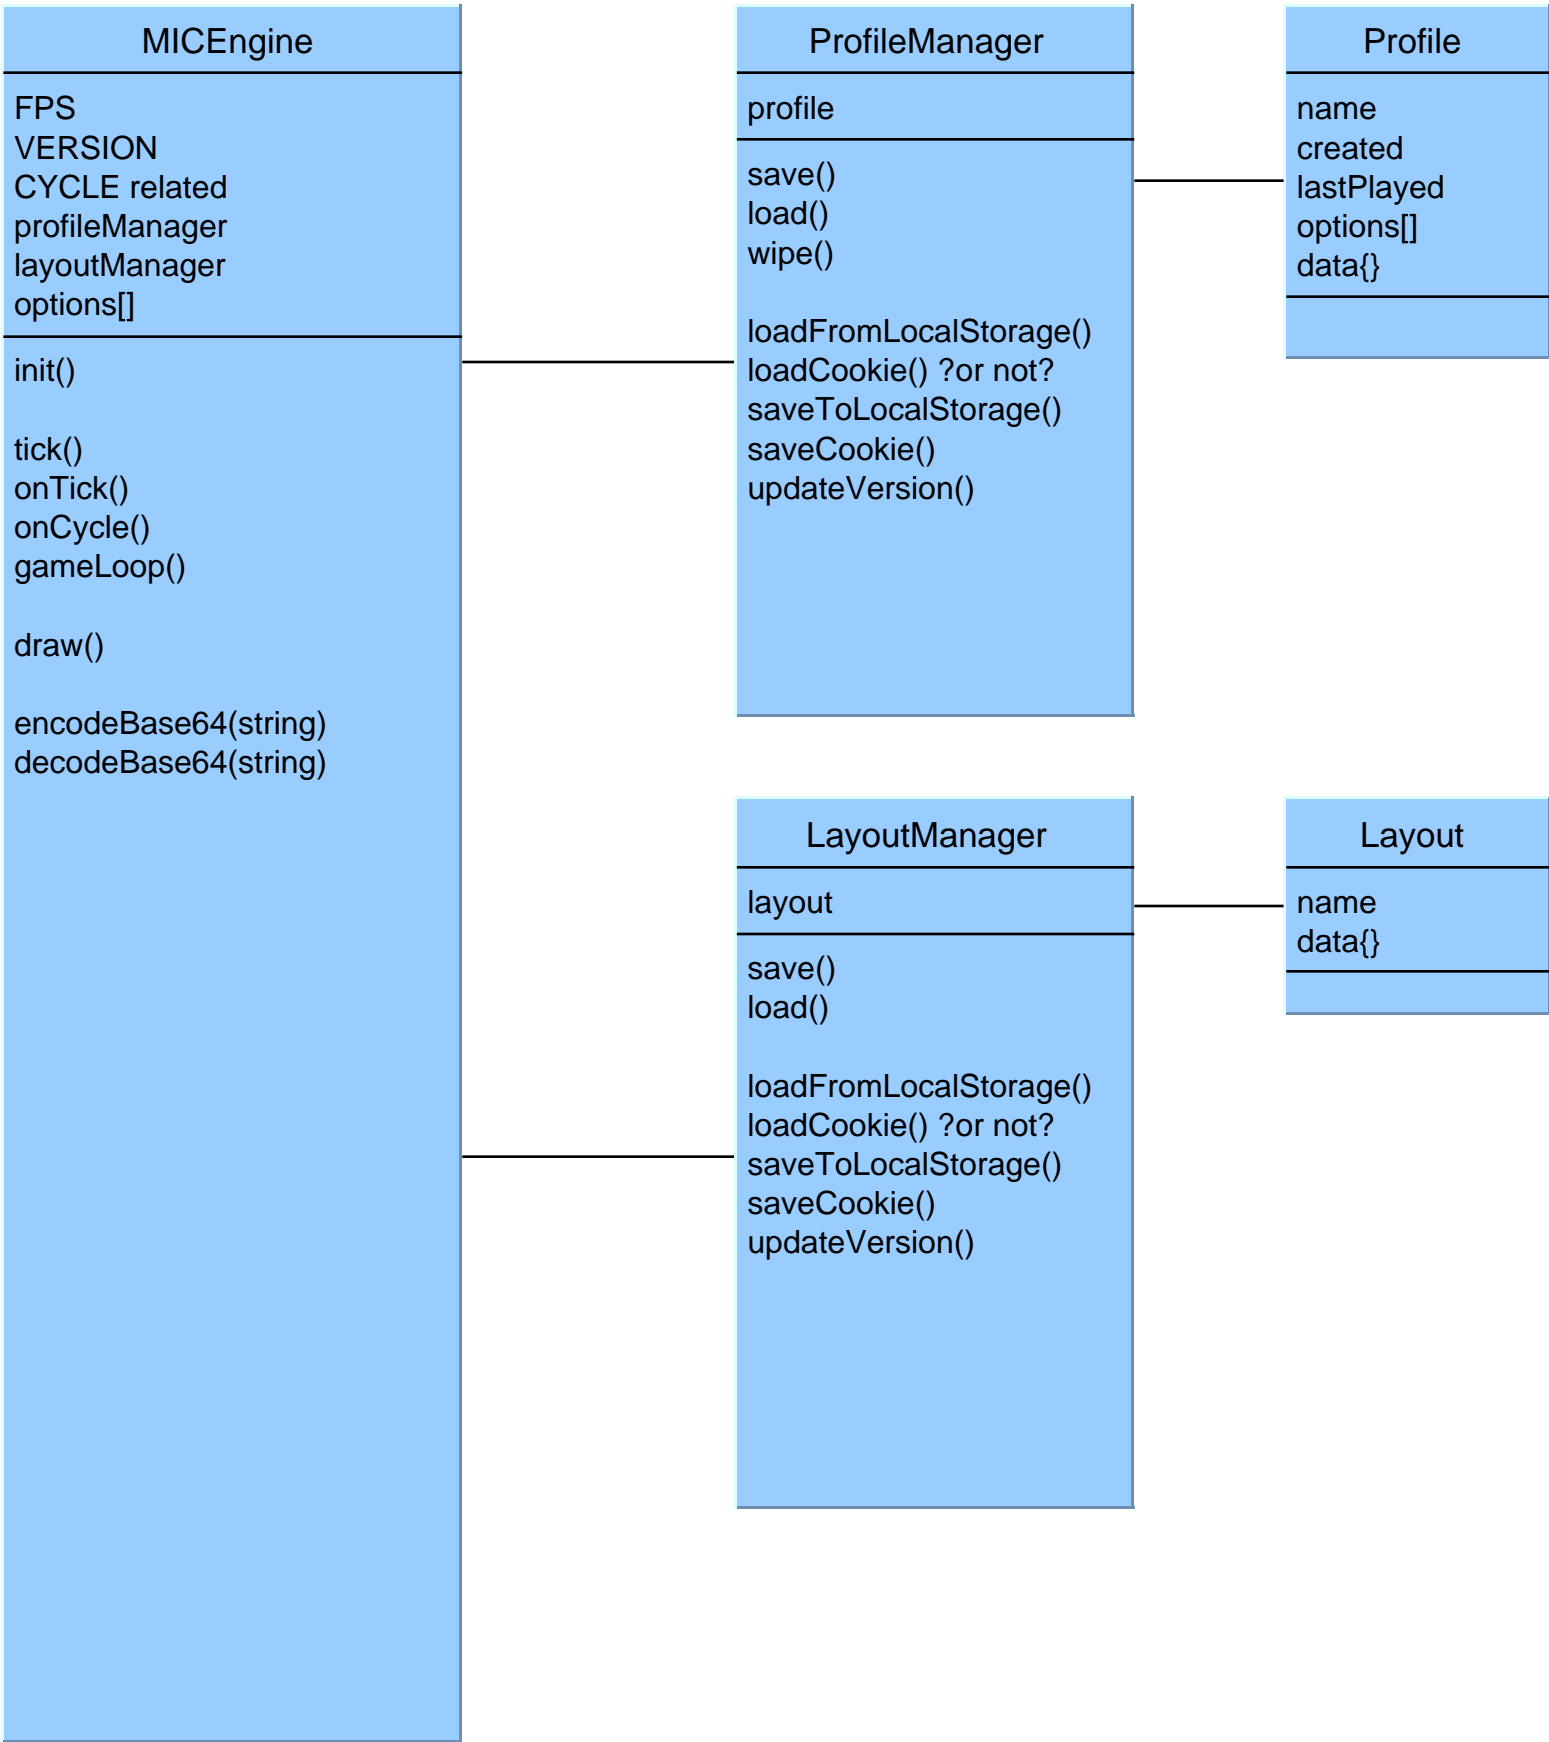 MICEngine
FPS
VERSION
CYCLE related
profileManager
layoutManager
options[]
init()
tick()
onTick()
onCycle()
gameLoop()
draw()
encodeBase64(string)
decodeBase64(string)
ProfileManager
profile
save()
load()
wipe()
loadFromLocalStorage()
loadCookie() ?or not?
saveToLocalStorage()
saveCookie()
updateVersion()
Profile
name
created
lastPlayed
options[]
data{}
LayoutManager
layout
save()
load()
loadFromLocalStorage()
loadCookie() ?or not?
saveToLocalStorage()
saveCookie()
updateVersion()
Layout
name
data{}